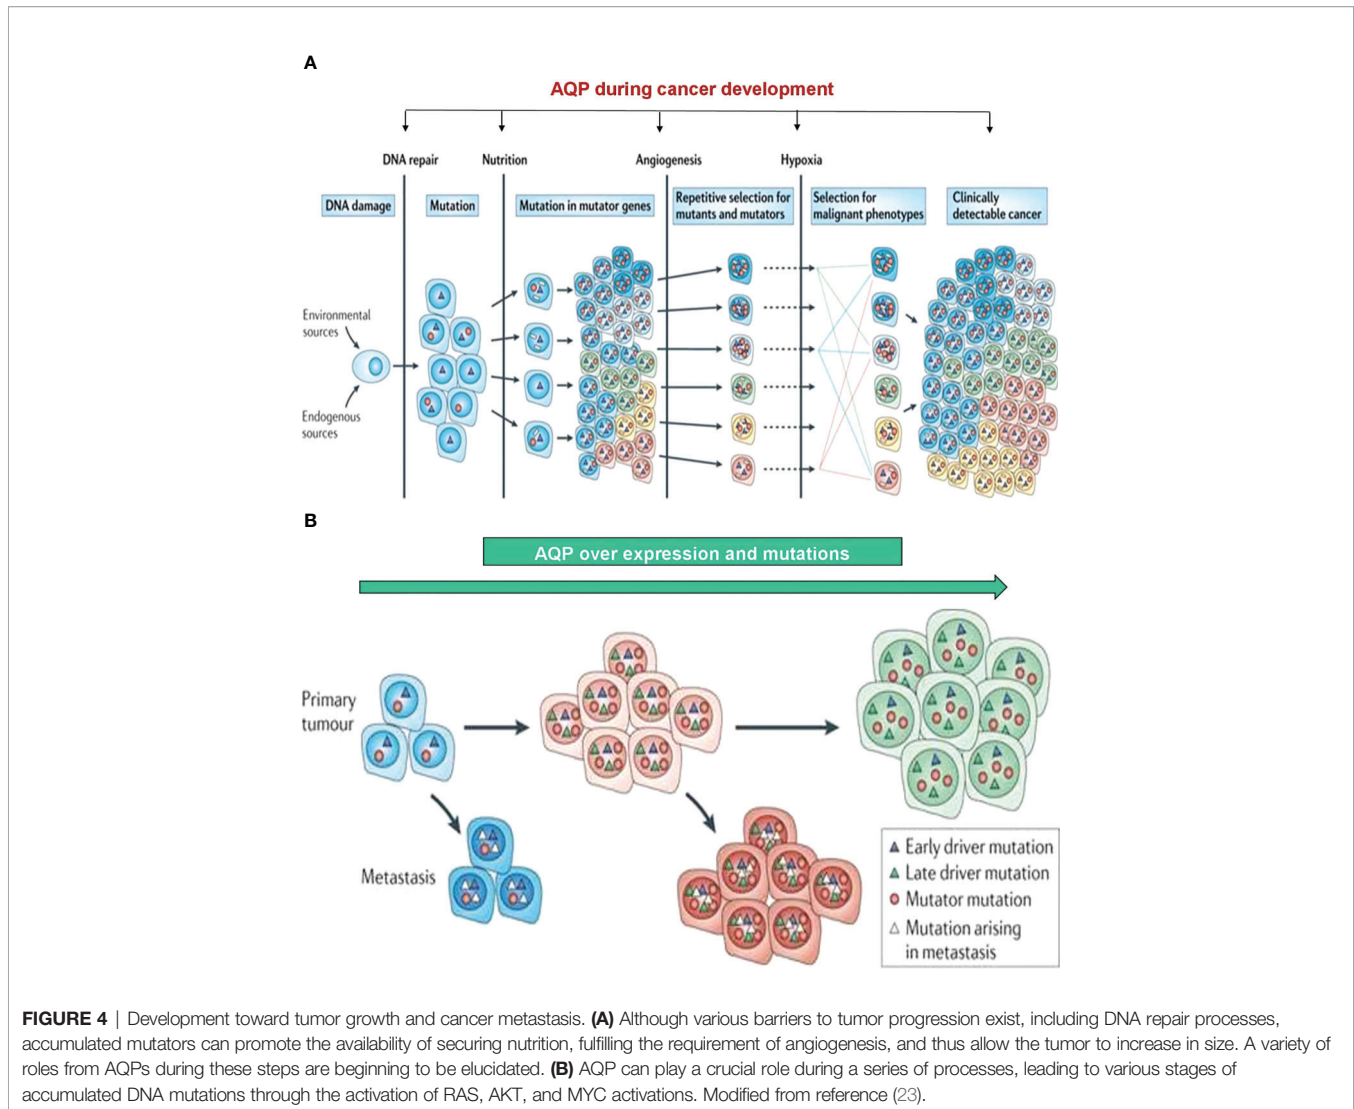 A
AQP during cancer development
DNA repair
Nutrition
Angiogenesis
Hypoxia
DNA damage
Mutation
Mutation in mutator genes
Repetitive selection for
mutants and mutators
Selection for
malignant phenotypes
Clinically
detectable cancer
Environmental
sources
Endogenous
sources
B
AQP over expression and mutations
Primary
tumour
Metastasis
Early driver mutation
Late driver mutation
Mutator mutation
Mutation arising
in metastasis
FIGURE 4 | Development toward tumor growth and cancer metastasis. (A) Although various barriers to tumor progression exist, including DNA repair processes,
accumulated mutators can promote the availability of securing nutrition, fulfilling the requirement of angiogenesis, and thus allow the tumor to increase in size. A variety of
roles from AQPs during these steps are beginning to be elucidated. (B) AQP can play a crucial role during a series of processes, leading to various stages of
accumulated DNA mutations through the activation of RAS, AKT, and MYC activations. Modified from reference (23).